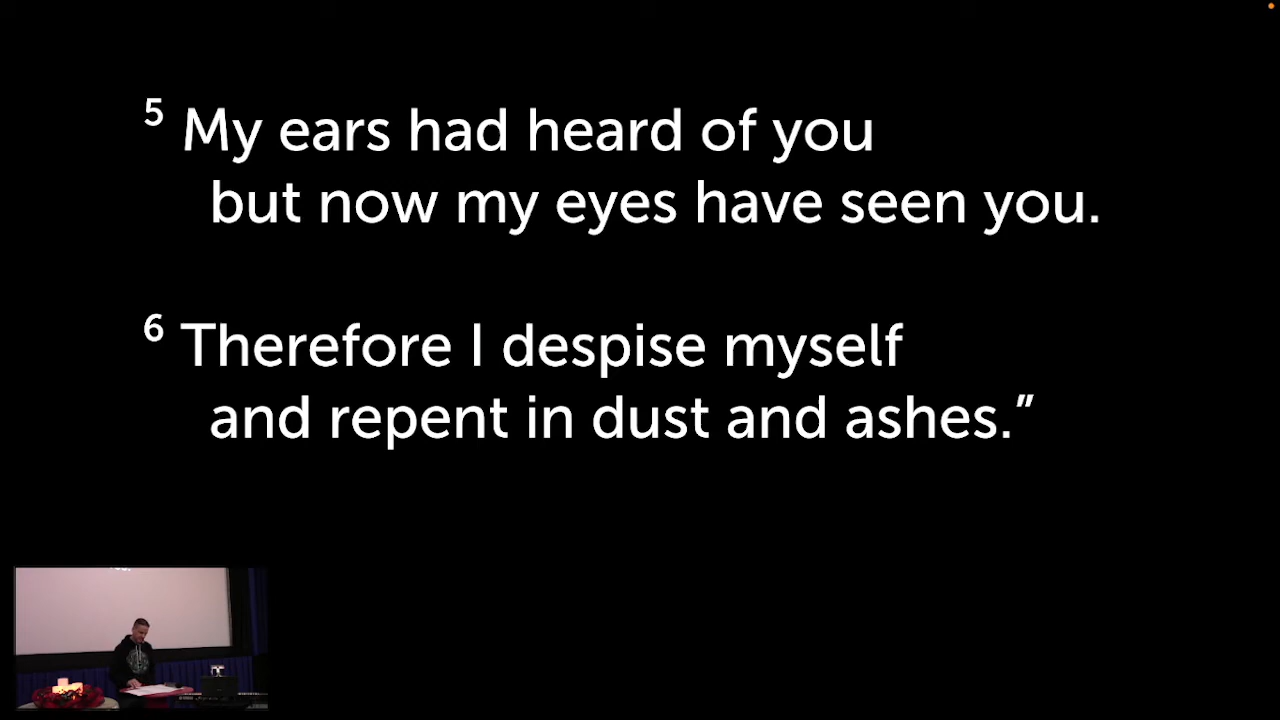 5 My ears had heard of you
but now my eyes have seen you.
6 Therefore I despise myself
and repent in dust and ashes.”